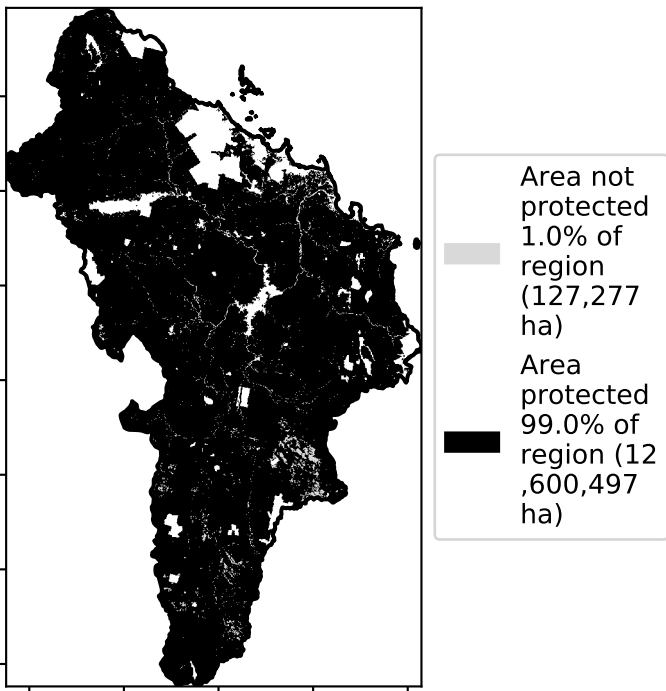 Area not
protected
1.0% of
region
(127,277
ha)
Area
protected
99.0% of
region (12
,600,497
ha)